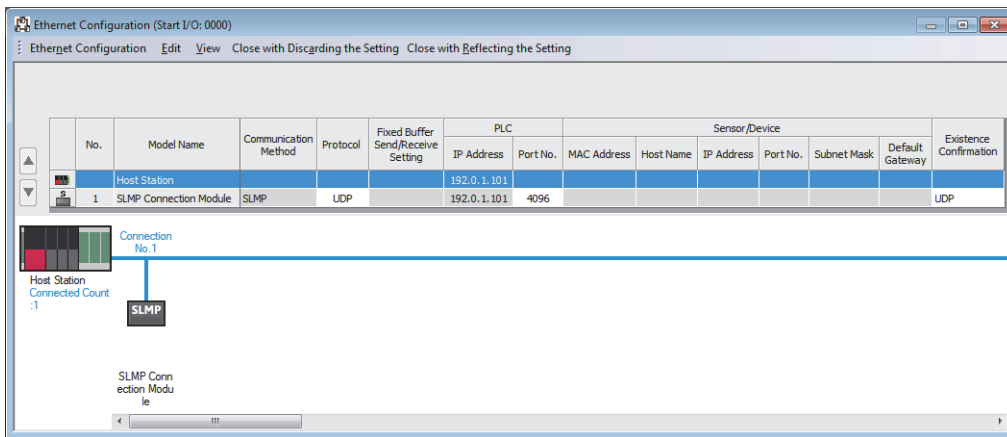 Ethernet Configuration (Start I/O: 0000)
Ethernet Configuration Edit View Close with Discarding the Setting Close with Reflecting the Setting
No. Model Name Communication Method Protocol Fixed Buffer Send/Receive Setting PLC Sensor/Device Existence Confirmation
IP Address Port No. MAC Address Host Name IP Address Port No. Subnet Mask Default Gateway
Host Station 192.0.1.101
S 1 SLMP Connection Module SLMP UDP 192.0.1.101 4096 UDP
Connection
No.1
Host Station
Connected Count
:1
SLMP
SLMP Conn
ection Modu
le